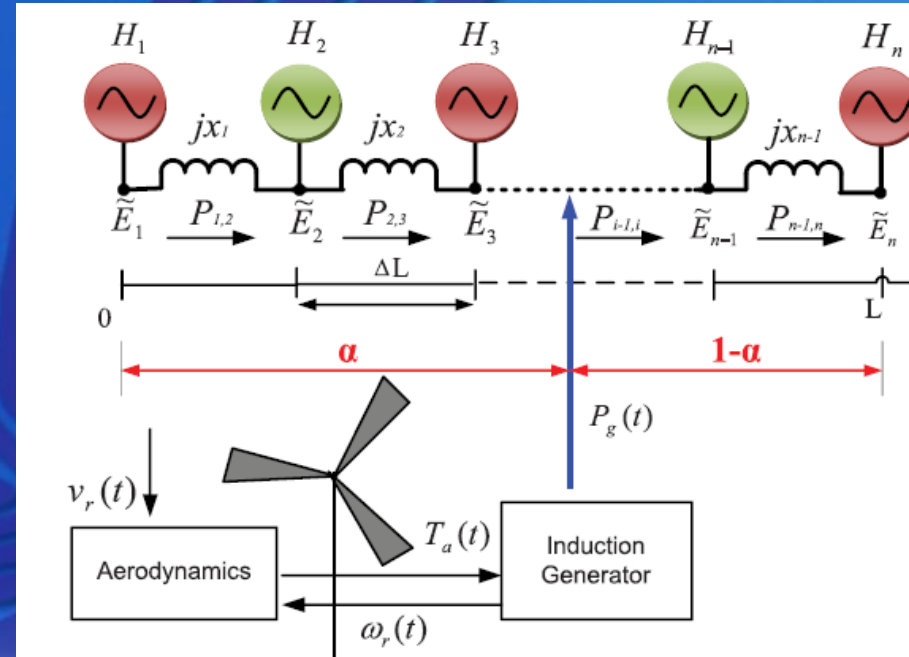 H₁ H₂ H₃ Hₙ₋₁ Hₙ
jx₁ jx₂ jxₙ₋₁
Ẽ₁ P₁,₂ Ẽ₂ P₂,₃ Ẽ₃ Pᵢ₋₁,ᵢ Ẽₙ₋₁ Pₙ₋₁,ₙ Ẽₙ
ΔL
0 L
α 1-α
P_g(t)
vᵣ(t)
Tₐ(t)
Aerodynamics
Induction
Generator
ωᵣ(t)